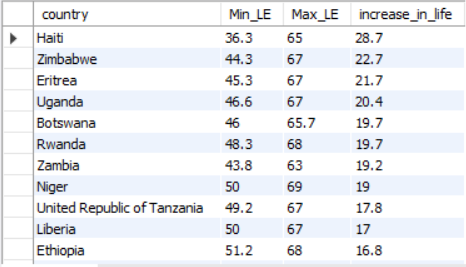 country Min_LE Max_LE increase_in_life
Haiti 36.3 65 28.7
Zimbabwe 44.3 67 22.7
Eritrea 45.3 67 21.7
Uganda 46.6 67 20.4
Botswana 46 65.7 19.7
Rwanda 48.3 68 19.7
Zambia 43.8 63 19.2
Niger 50 69 19
United Republic of Tanzania 49.2 67 17.8
Liberia 50 67 17
Ethiopia 51.2 68 16.8